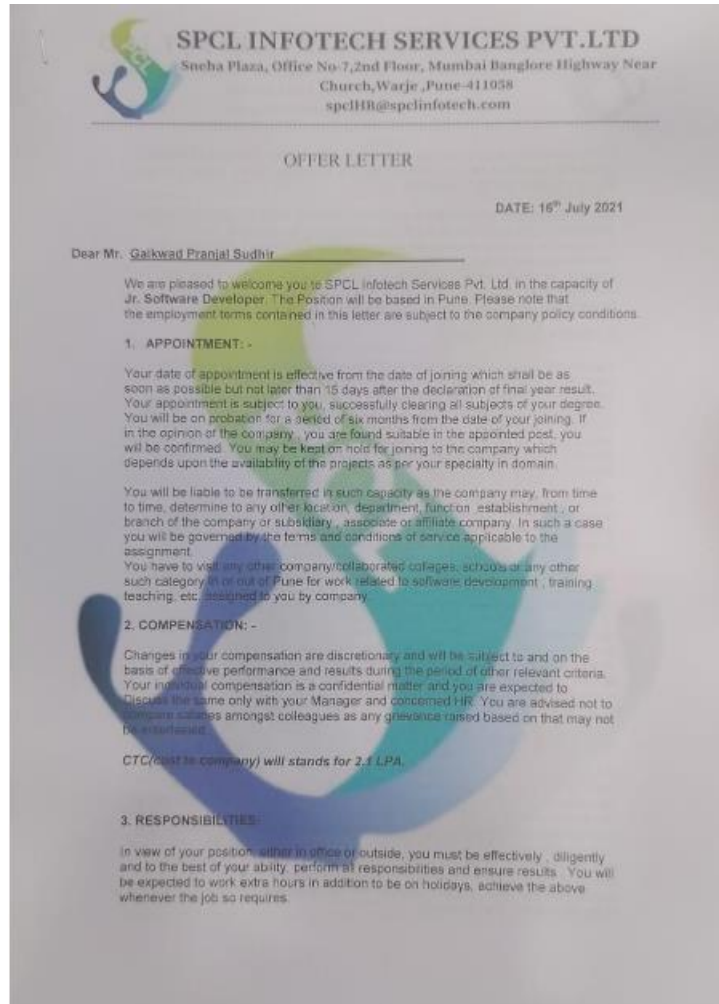 SPCL
SPCL INFOTECH SERVICES PVT.LTD
Sneha Plaza, Office No-7,2nd Floor, Mumbai Banglore Highway Near
Church,Warje ,Pune-411058
spclHR@spclinfotech.com
OFFER LETTER
DATE: 16th July 2021
Dear Mr. Gaikwad Pranjal Sudhir
We are pleased to welcome you to SPCL Infotech Services Pvt. Ltd. in the capacity of
Jr. Software Developer. The Position will be based in Pune. Please note that
the employment terms contained in this letter are subject to the company policy conditions.
1. APPOINTMENT: -
Your date of appointment is effective from the date of joining which shall be as
soon as possible but not later than 15 days after the declaration of final year result.
Your appointment is subject to you, successfully clearing all subjects of your degree.
You will be on probation for a period of six months from the date of your joining. If
in the opinion of the company , you are found suitable in the appointed post, you
will be confirmed. You may be kept on hold for joining to the company which
depends upon the availability of the projects as per your specialty in domain.
You will be liable to be transferred in such capacity as the company may, from time
to time, determine to any other location, department, function ,establishment , or
branch of the company or subsidiary , associate or affiliate company. In such a case
you will be governed by the terms and conditions of service applicable to the
assignment.
You have to visit any other company/collaborated collages, schools or any other
such category in or out of Pune for work related to software development , training
teaching, etc. assigned to you by company.
2. COMPENSATION: -
Changes in your compensation are discretionary and will be subject to and on the
basis of effective performance and results during the period of other relevant criteria.
Your individual compensation is a confidential matter and you are expected to
Discuss the same only with your Manager and concerned HR. You are advised not to
compare salaries amongst colleagues as any grievance raised based on that may not
be entertained.
CTC(cost to company) will stands for 2.1 LPA.
3. RESPONSIBILITIES:-
In view of your position, either in office or outside, you must be effectively , diligently
and to the best of your ability, perform all responsibilities and ensure results. You will
be expected to work extra hours in addition to be on holidays, achieve the above
whenever the job so requires.